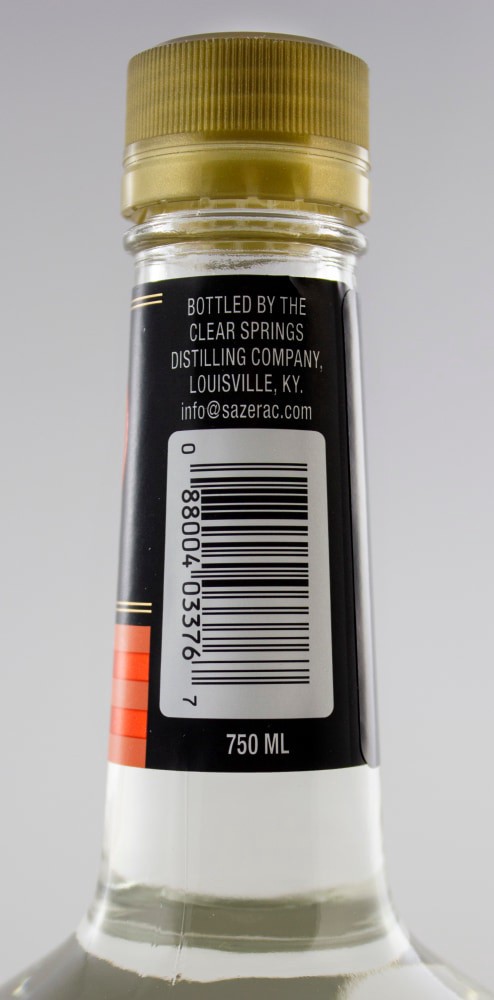 BOTTLED BY THE
CLEAR SPRINGS
DISTILLING COMPANY,
LOUISVILLE, KY.
info@sazerac.com
0 88004 03376 7
750 ML